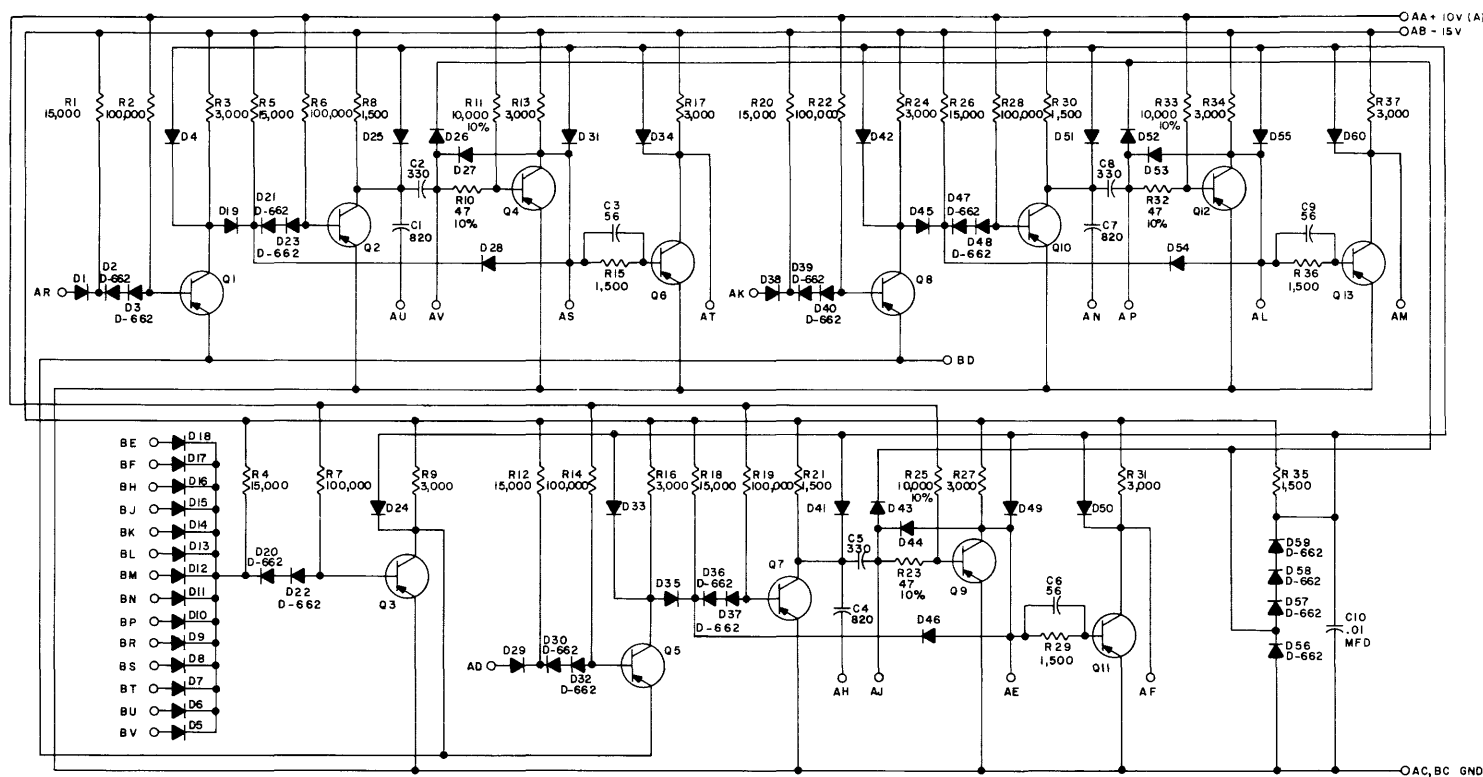 AA + 10V (A)
AB - 15V
R1 15,000
R2 100,000
R3 3,000
R5 15,000
R6 100,000
R8 1,500
R11 10,000 10%
R13 3,000
R17 3,000
R20 15,000
R22 100,000
R24 3,000
R26 15,000
R28 100,000
R30 1,500
R33 10,000 10%
R34 3,000
R37 3,000
D4
D25
D26
D31
D34
D42
D51
D52
D55
D60
D27
D53
C2 330
R10 47 10%
Q4
C8 330
R32 47 10%
Q12
D19
D21 D-662
D23 D-662
Q2
C1 820
C3 56
D28
R15 1,500
Q6
D45
D47 D-662
D48 D-662
Q10
C7 820
C9 56
D54
R36 1,500
Q13
AR
D1
D2 D-662
D3 D-662
Q1
AU
AV
AS
AT
AK
D38
D39 D-662
D40 D-662
Q8
AN
AP
AL
AM
BD
BE D18
BF D17
BH D16
BJ D15
BK D14
BL D13
BM D12
BN D11
BP D10
BR D9
BS D8
BT D7
BU D6
BV D5
R4 15,000
R7 100,000
R9 3,000
R12 15,000
R14 100,000
R16 3,000
R18 15,000
R19 100,000
R21 1,500
R25 10,000 10%
R27 3,000
R31 3,000
R35 1,500
D24
D33
D41
D43
D49
D50
D44
D20 D-662
D22 D-662
Q3
D35
D36 D-662
D37 D-662
Q7
C5 330
R23 47 10%
Q9
C4 820
D46
C6 56
R29 1,500
Q11
D59 D-662
D58 D-662
D57 D-662
D56 D-662
C10 .01 MFD
AD
D29
D30 D-662
D32 D-662
Q5
AH
AJ
AE
AF
AC, BC GND